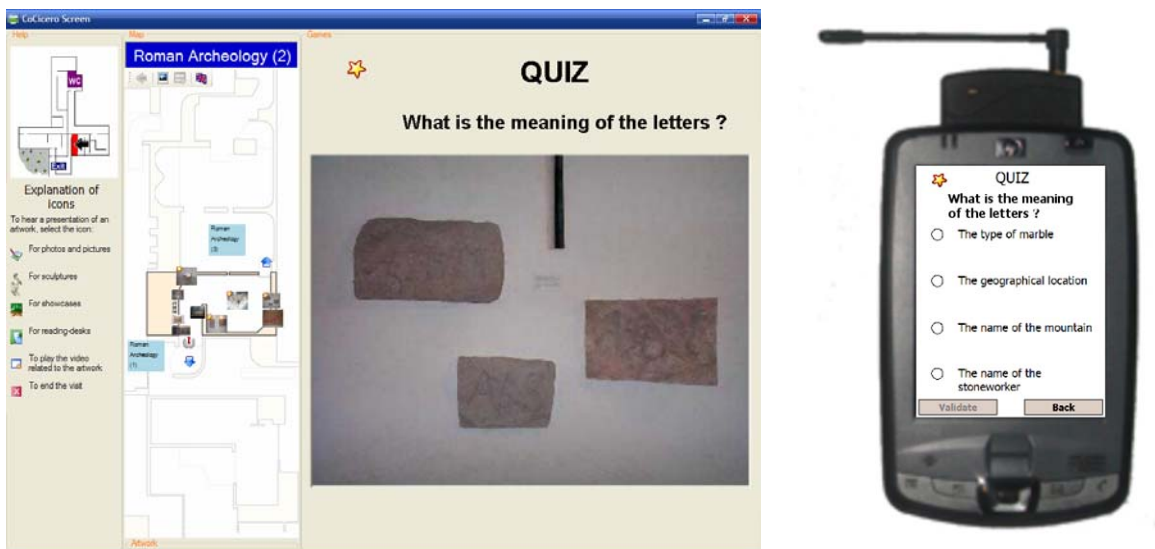 CoCicero Screen
Help
WC
Exit
Explanation of
icons
To hear a presentation of an
artwork, select the icon:
For photos and pictures
For sculptures
For showcases
For reading-desks
To play the video
related to the artwork
To end the visit
Map
Roman Archeology (2)
Roman
Archeology
(3)
Roman
Archeology
(1)
Artwork
Games
QUIZ
What is the meaning of the letters ?
QUIZ
What is the meaning
of the letters ?
The type of marble
The geographical location
The name of the mountain
The name of the
stoneworker
Validate
Back